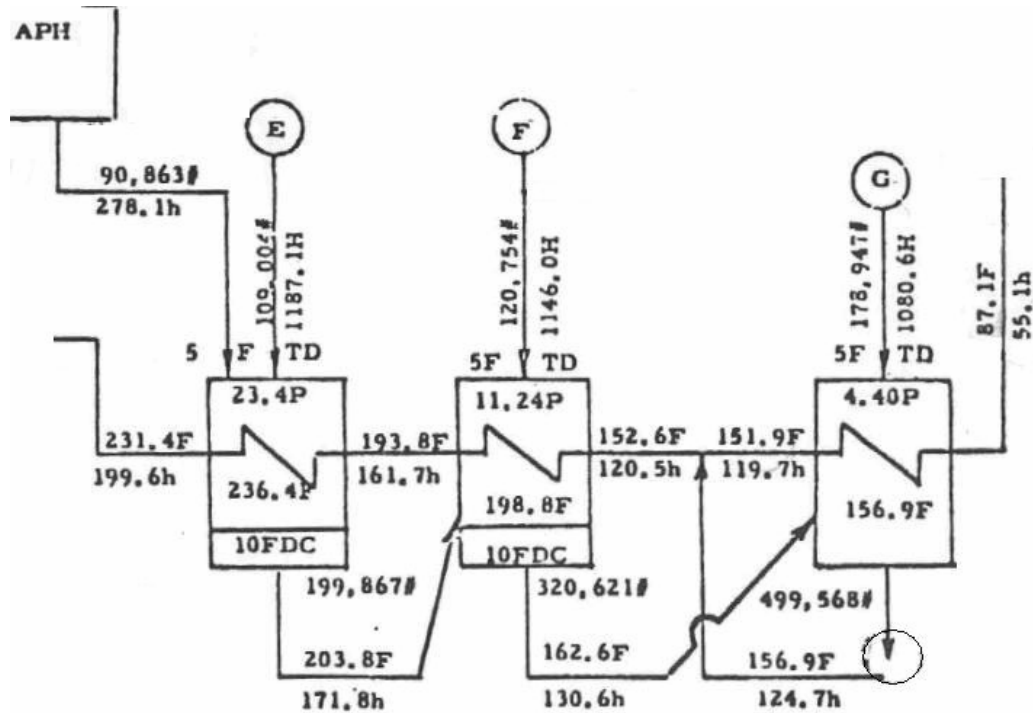 APH
E
F
G
90,863#
278.1h
109,004#
1187.1H
120,754#
1146.0H
178,947#
1080.6H
87.1F
55.1h
5 F TD
5F TD
5F TD
23.4P
11.24P
4.40P
231.4F
199.6h
193.8F
161.7h
152.6F
120.5h
151.9F
119.7h
236.4F
198.8F
156.9F
10FDC
10FDC
199,867#
320,621#
499,568#
203.8F
171.8h
162.6F
130.6h
156.9F
124.7h